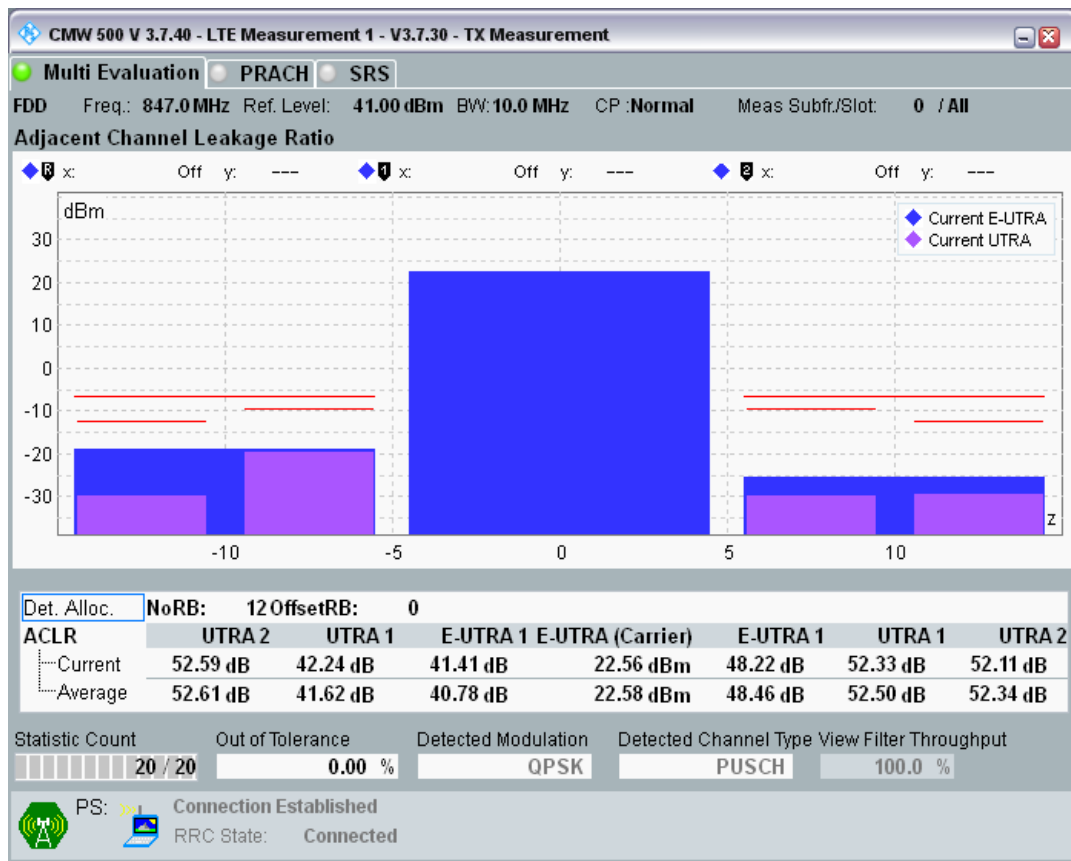 CMW 500 V 3.7.40 - LTE Measurement 1 - V3.7.30 - TX Measurement
Multi Evaluation PRACH SRS
FDD Freq.: 847.0 MHz Ref. Level: 41.00 dBm BW: 10.0 MHz CP :Normal Meas Subfr./Slot: 0 / All
Adjacent Channel Leakage Ratio
R x: Off y: --- 1 x: Off y: --- 2 x: Off y: ---
dBm
Current E-UTRA
Current UTRA
30
20
10
0
-10
-20
-30
z
-10 -5 0 5 10
Det. Alloc. NoRB: 12 OffsetRB: 0
ACLR UTRA 2 UTRA 1 E-UTRA 1 E-UTRA (Carrier) E-UTRA 1 UTRA 1 UTRA 2
Current 52.59 dB 42.24 dB 41.41 dB 22.56 dBm 48.22 dB 52.33 dB 52.11 dB
Average 52.61 dB 41.62 dB 40.78 dB 22.58 dBm 48.46 dB 52.50 dB 52.34 dB
Statistic Count Out of Tolerance Detected Modulation Detected Channel Type View Filter Throughput
20 / 20 0.00 % QPSK PUSCH 100.0 %
PS: Connection Established
RRC State: Connected